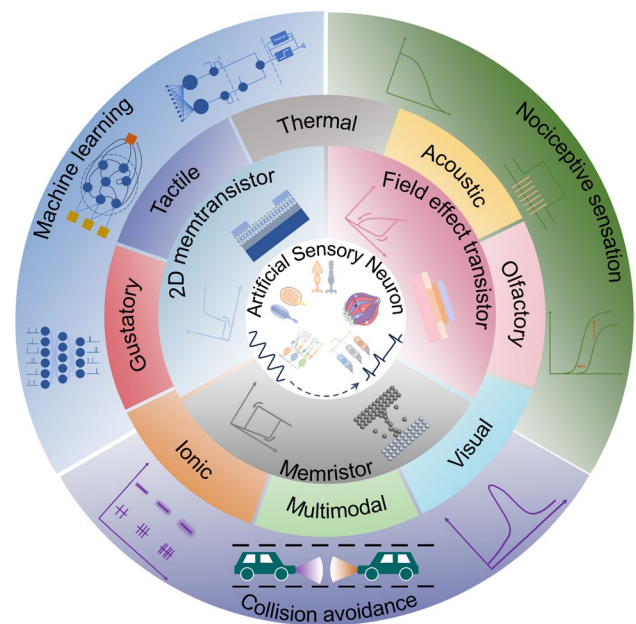 Machine learning
Nociceptive sensation
Collision avoidance
Thermal
Acoustic
Olfactory
Visual
Multimodal
Ionic
Gustatory
Tactile
2D memtransistor
Field effect transistor
Memristor
Artificial Sensory Neuron